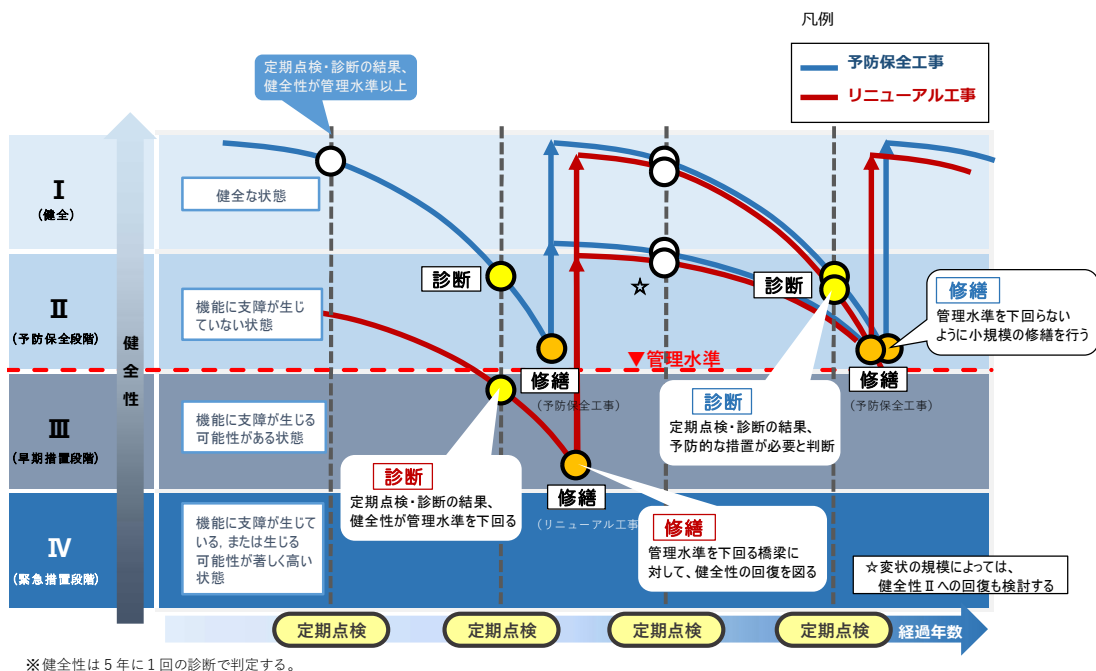 凡例
予防保全工事
リニューアル工事
定期点検・診断の結果、
健全性が管理水準以上
Ⅰ
(健全)
健全な状態
診断
診断
Ⅱ
(予防保全段階)
機能に支障が生じ
ていない状態
☆
修繕
管理水準を下回らない
ように小規模の修繕を行う
健全性
▼管理水準
修繕
(予防保全工事)
修繕
(予防保全工事)
Ⅲ
(早期措置段階)
機能に支障が生じる
可能性がある状態
診断
定期点検・診断の結果、
予防的な措置が必要と判断
診断
定期点検・診断の結果、
健全性が管理水準を下回る
修繕
(リニューアル工事
修繕
管理水準を下回る橋梁に
対して、健全性の回復を図る
Ⅳ
(緊急措置段階)
機能に支障が生じて
いる,または生じる
可能性が著しく高い
状態
☆変状の規模によっては、
健全性Ⅱへの回復も検討する
定期点検
定期点検
定期点検
定期点検
経過年数
※健全性は5年に1回の診断で判定する。